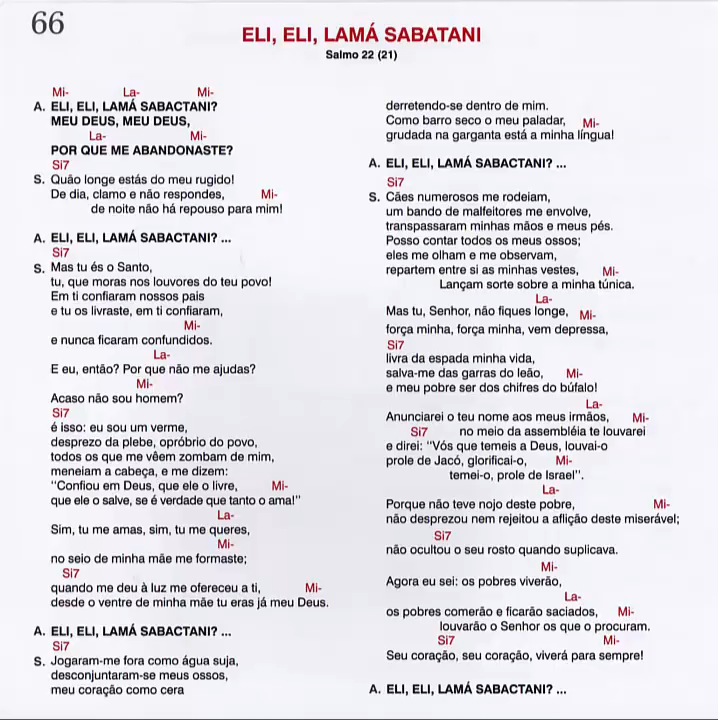 66
ELI, ELI, LAMÁ SABATANI
Salmo 22 (21)
Mi- La- Mi-
A. ELI, ELI, LAMÁ SABACTANI?
MEU DEUS, MEU DEUS,
La- Mi-
POR QUE ME ABANDONASTE?
Si7
S. Quão longe estás do meu rugido!
De dia, clamo e não respondes, Mi-
de noite não há repouso para mim!
A. ELI, ELI, LAMÁ SABACTANI? ...
Si7
S. Mas tu és o Santo,
tu, que moras nos louvores do teu povo!
Em ti confiaram nossos pais
e tu os livraste, em ti confiaram,
Mi-
e nunca ficaram confundidos.
La-
E eu, então? Por que não me ajudas?
Mi-
Acaso não sou homem?
Si7
é isso: eu sou um verme,
desprezo da plebe, opróbrio do povo,
todos os que me vêem zombam de mim,
meneiam a cabeça, e me dizem:
"Confiou em Deus, que ele o livre, Mi-
que ele o salve, se é verdade que tanto o ama!"
La-
Sim, tu me amas, sim, tu me queres,
Mi-
no seio de minha mãe me formaste;
Si7
quando me deu à luz me ofereceu a ti, Mi-
desde o ventre de minha mãe tu eras já meu Deus.
A. ELI, ELI, LAMÁ SABACTANI? ...
Si7
S. Jogaram-me fora como água suja,
desconjuntaram-se meus ossos,
meu coração como cera
derretendo-se dentro de mim.
Como barro seco o meu paladar, Mi-
grudada na garganta está a minha língua!
A. ELI, ELI, LAMÁ SABACTANI? ...
Si7
S. Cães numerosos me rodeiam,
um bando de malfeitores me envolve,
transpassaram minhas mãos e meus pés.
Posso contar todos os meus ossos;
eles me olham e me observam,
repartem entre si as minhas vestes, Mi-
Lançam sorte sobre a minha túnica.
La-
Mas tu, Senhor, não fiques longe, Mi-
força minha, força minha, vem depressa,
Si7
livra da espada minha vida,
salva-me das garras do leão, Mi-
e meu pobre ser dos chifres do búfalo!
La-
Anunciarei o teu nome aos meus irmãos, Mi-
Si7 no meio da assembléia te louvarei
e direi: "Vós que temeis a Deus, louvai-o
prole de Jacó, glorificai-o, Mi-
temei-o, prole de Israel".
La-
Porque não teve nojo deste pobre, Mi-
não desprezou nem rejeitou a aflição deste miserável;
Si7
não ocultou o seu rosto quando suplicava.
Mi-
Agora eu sei: os pobres viverão,
La-
os pobres comerão e ficarão saciados, Mi-
louvarão o Senhor os que o procuram.
Si7 Mi-
Seu coração, seu coração, viverá para sempre!
A. ELI, ELI, LAMÁ SABACTANI? ...